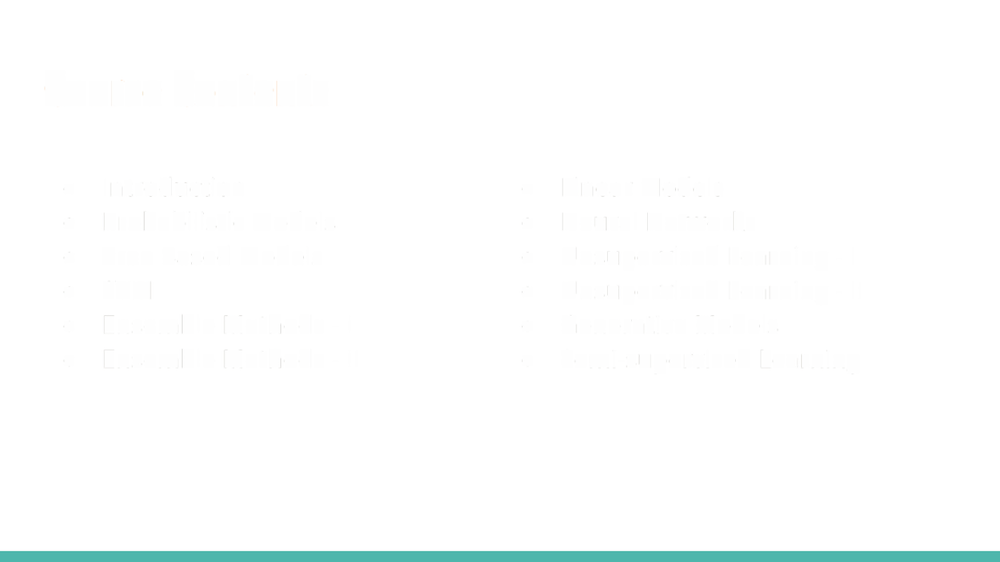 Course Contents
Introduction
Probabilistic Models
Tree Based Models
SVM
Ensemble Methods - I
Ensemble Methods - II
Linear Models
Neural Networks
Unsupervised Learning - I
Unsupervised Learning - II
Generative Models
Semi-supervised Learning